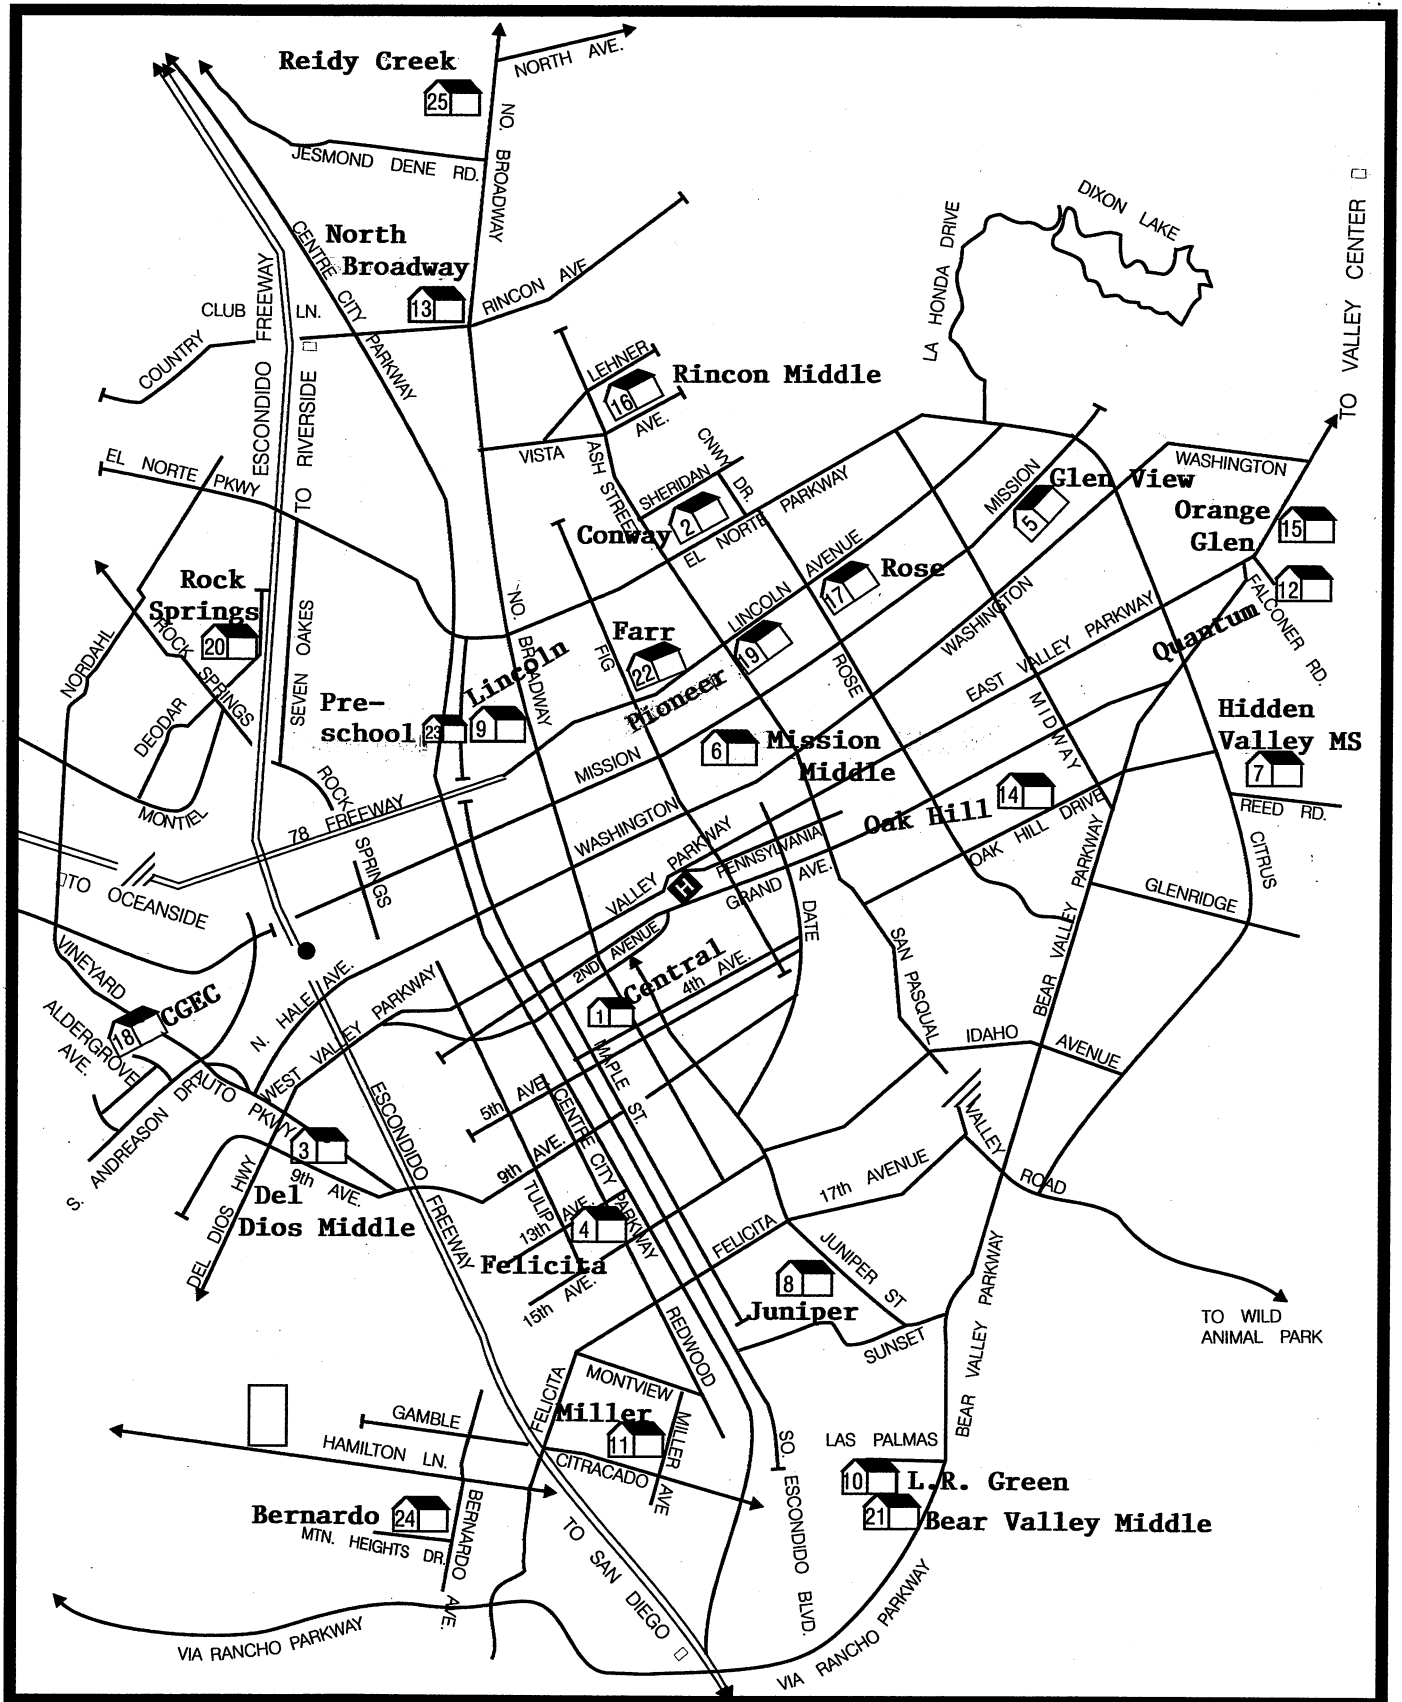 Reidy Creek
25
NORTH AVE.
NO. BROADWAY
JESMOND DENE RD.
DIXON LAKE
LA HONDA DRIVE
TO VALLEY CENTER
North
Broadway
13
CENTRE CITY PARKWAY
RINCON AVE
CLUB LN.
COUNTRY
ESCONDIDO FREEWAY
TO RIVERSIDE
LEHNER
Rincon Middle
16
AVE.
VISTA
ASH STREET
CNWY DR.
SHERIDAN
EL NORTE PKWY
WASHINGTON
MISSION
Glen View
5
Orange
Glen
15
Conway
2
EL NORTE PARKWAY
LINCOLN AVENUE
Rose
17
12
FALCONER RD.
Quantum
Rock
Springs
20
ROCK SPRINGS
NORDAHL
SEVEN OAKES
DEODAR
MONTIEL
NO. BROADWAY
FIG
Farr
22
19
Pioneer
ROSE
WASHINGTON
EAST VALLEY PARKWAY
MIDWAY
Pre-
school
23
Lincoln
9
Mission
Middle
6
Hidden
Valley MS
7
REED RD.
CITRUS
MISSION
WASHINGTON
ROCK SPRINGS
78 FREEWAY
Oak Hill
14
OAK HILL DRIVE
VALLEY PARKWAY
PENNSYLVANIA
GRAND AVE.
H
DATE
GLENRIDGE
BEAR VALLEY PARKWAY
SAN PASQUAL
TO OCEANSIDE
VINEYARD
2ND AVENUE
Central
1
4th AVE.
CGEC
18
ALDERGROVE
AVE.
N. HALE AVE.
WEST VALLEY PARKWAY
IDAHO AVENUE
MAPLE ST.
5th AVE.
CENTRE CITY PARKWAY
S. ANDREASON DR.
AUTO PKWY
ESCONDIDO FREEWAY
3
9th AVE.
9th AVE.
DEL DIOS HWY
Del
Dios Middle
TULIP
13th AVE.
4
Felicita
15th AVE.
17th AVENUE
VALLEY ROAD
FELICITA
JUNIPER ST
8
Juniper
SUNSET
BEAR VALLEY PARKWAY
TO WILD
ANIMAL PARK
REDWOOD
MONTVIEW
FELICITA
Miller
11
MILLER AVE
GAMBLE
HAMILTON LN.
CITRACADO
SO. ESCONDIDO BLVD.
LAS PALMAS
10
L.R. Green
21
Bear Valley Middle
Bernardo
24
MTN. HEIGHTS DR.
BERNARDO AVE.
TO SAN DIEGO
VIA RANCHO PARKWAY
VIA RANCHO PARKWAY